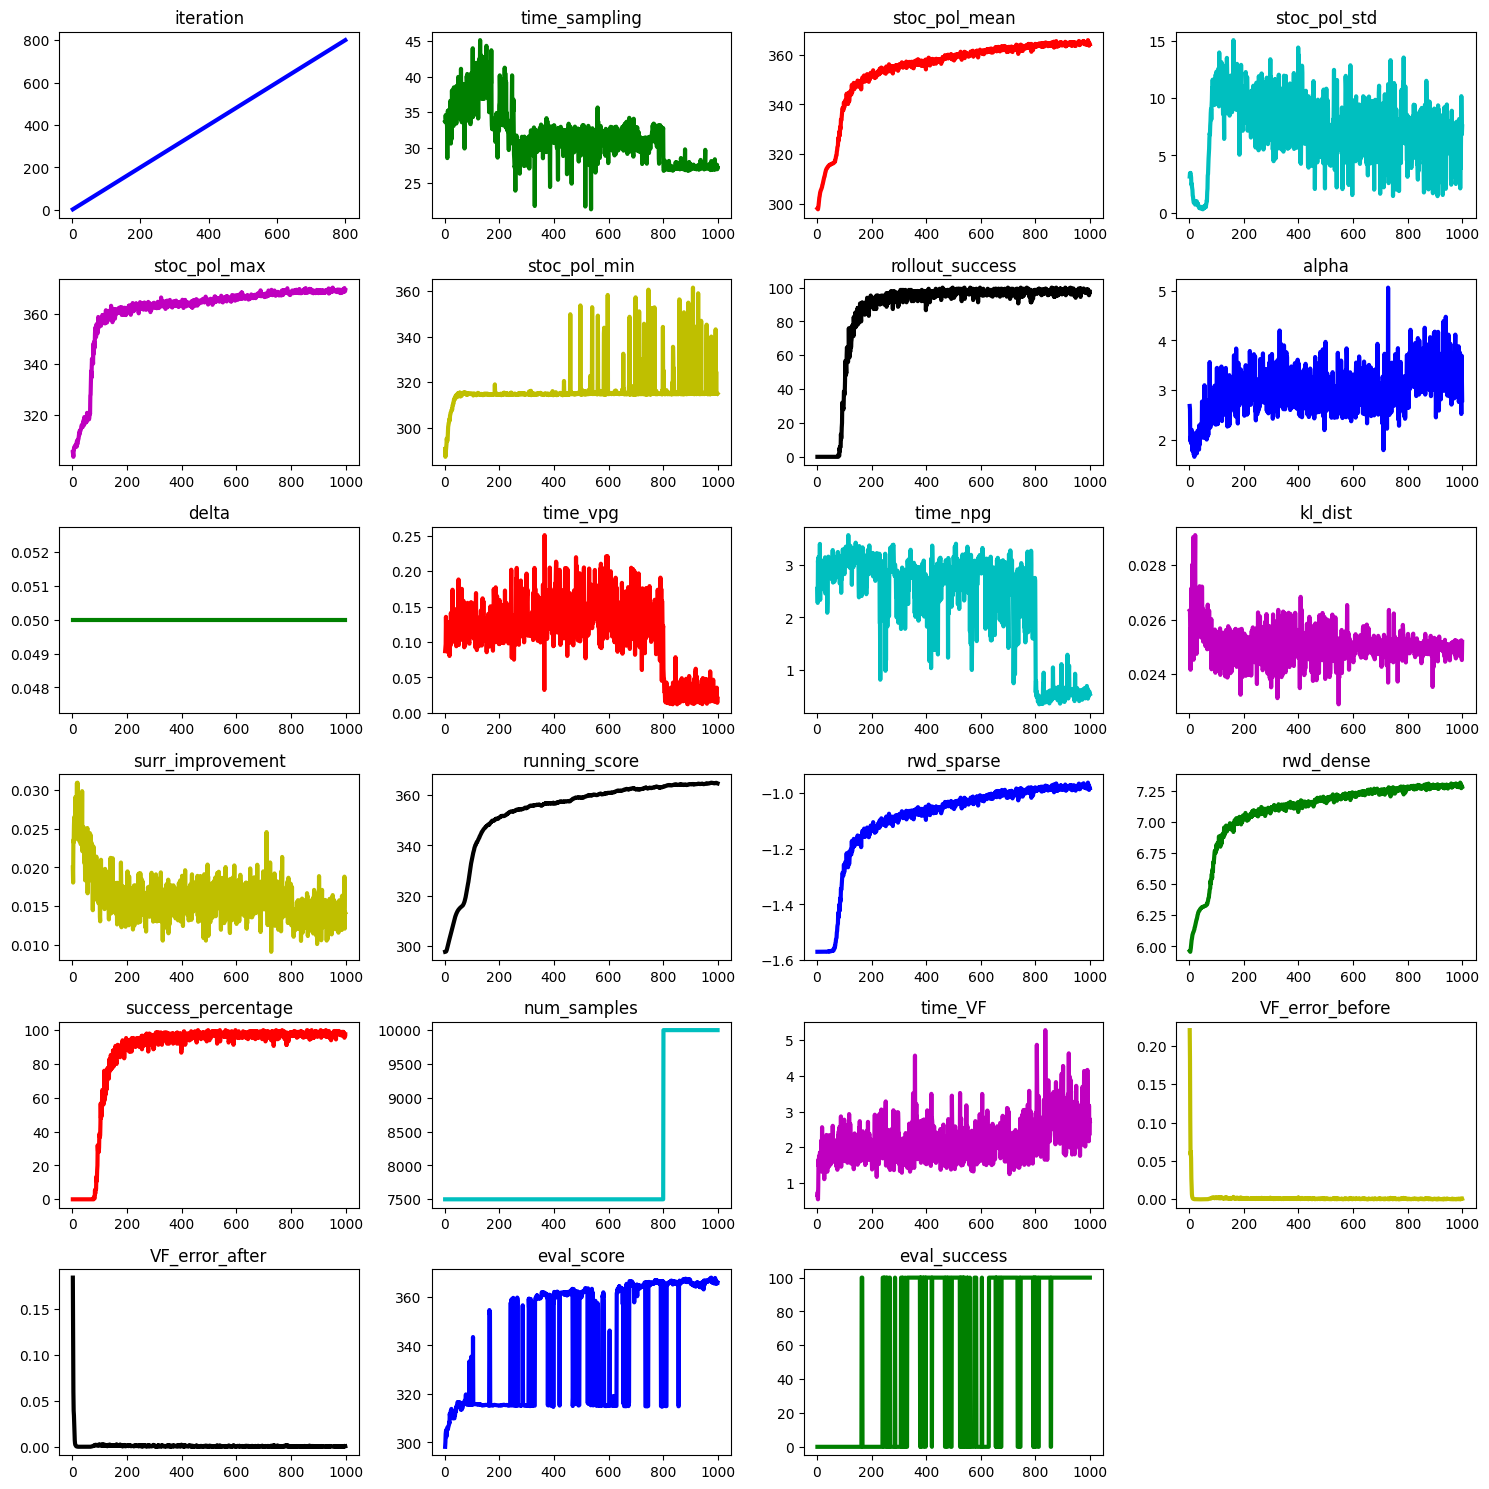 iteration
800
600
400
200
0
0 200 400 600 800
time_sampling
45
40
35
30
25
0 200 400 600 800 1000
stoc_pol_mean
360
340
320
300
0 200 400 600 800 1000
stoc_pol_std
15
10
5
0
0 200 400 600 800 1000
stoc_pol_max
360
340
320
0 200 400 600 800 1000
stoc_pol_min
360
340
320
300
0 200 400 600 800 1000
rollout_success
100
80
60
40
20
0
0 200 400 600 800 1000
alpha
5
4
3
2
0 200 400 600 800 1000
delta
0.052
0.051
0.050
0.049
0.048
0 200 400 600 800 1000
time_vpg
0.25
0.20
0.15
0.10
0.05
0.00
0 200 400 600 800 1000
time_npg
3
2
1
0 200 400 600 800 1000
kl_dist
0.028
0.026
0.024
0 200 400 600 800 1000
surr_improvement
0.030
0.025
0.020
0.015
0.010
0 200 400 600 800 1000
running_score
360
340
320
300
0 200 400 600 800 1000
rwd_sparse
−1.0
−1.2
−1.4
−1.6
0 200 400 600 800 1000
rwd_dense
7.25
7.00
6.75
6.50
6.25
6.00
0 200 400 600 800 1000
success_percentage
100
80
60
40
20
0
0 200 400 600 800 1000
num_samples
10000
9500
9000
8500
8000
7500
0 200 400 600 800 1000
time_VF
5
4
3
2
1
0 200 400 600 800 1000
VF_error_before
0.20
0.15
0.10
0.05
0.00
0 200 400 600 800 1000
VF_error_after
0.15
0.10
0.05
0.00
0 200 400 600 800 1000
eval_score
360
340
320
300
0 200 400 600 800 1000
eval_success
100
80
60
40
20
0
0 200 400 600 800 1000